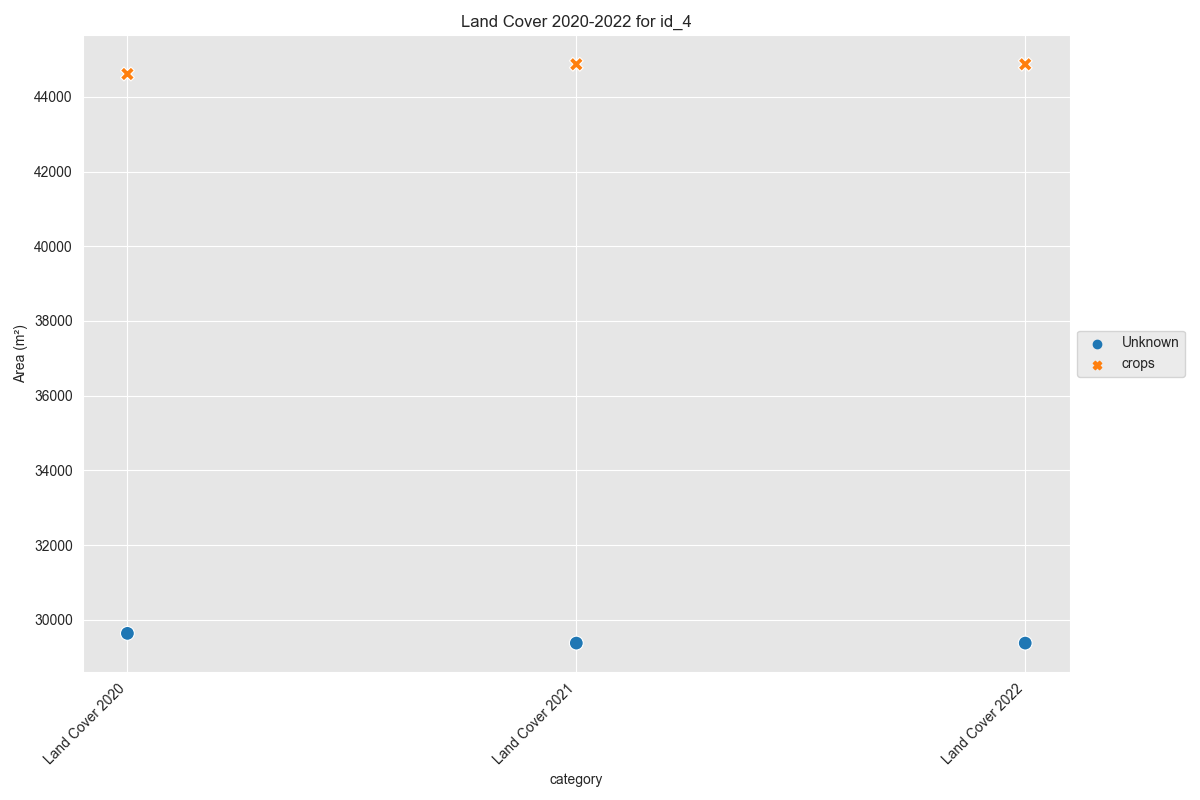 Land Cover 2020-2022 for id_4
44000
42000
40000
38000
36000
34000
32000
30000
Area (m²)
Unknown
crops
Land Cover 2020
Land Cover 2021
Land Cover 2022
category